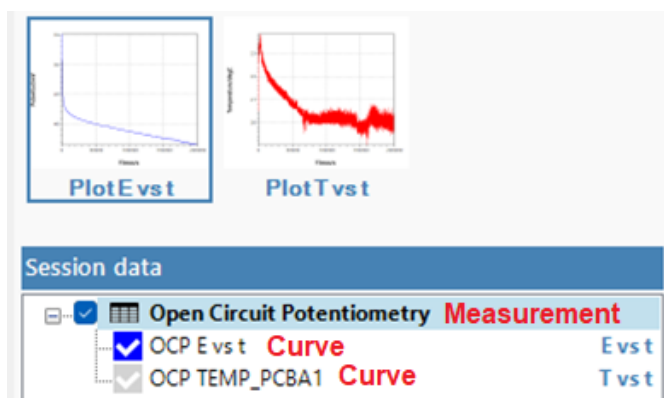 Plot E vs t
Plot T vs t
Session data
Open Circuit Potentiometry Measurement
OCP E vs t Curve E vs t
OCP TEMP_PCBA1 Curve T vs t